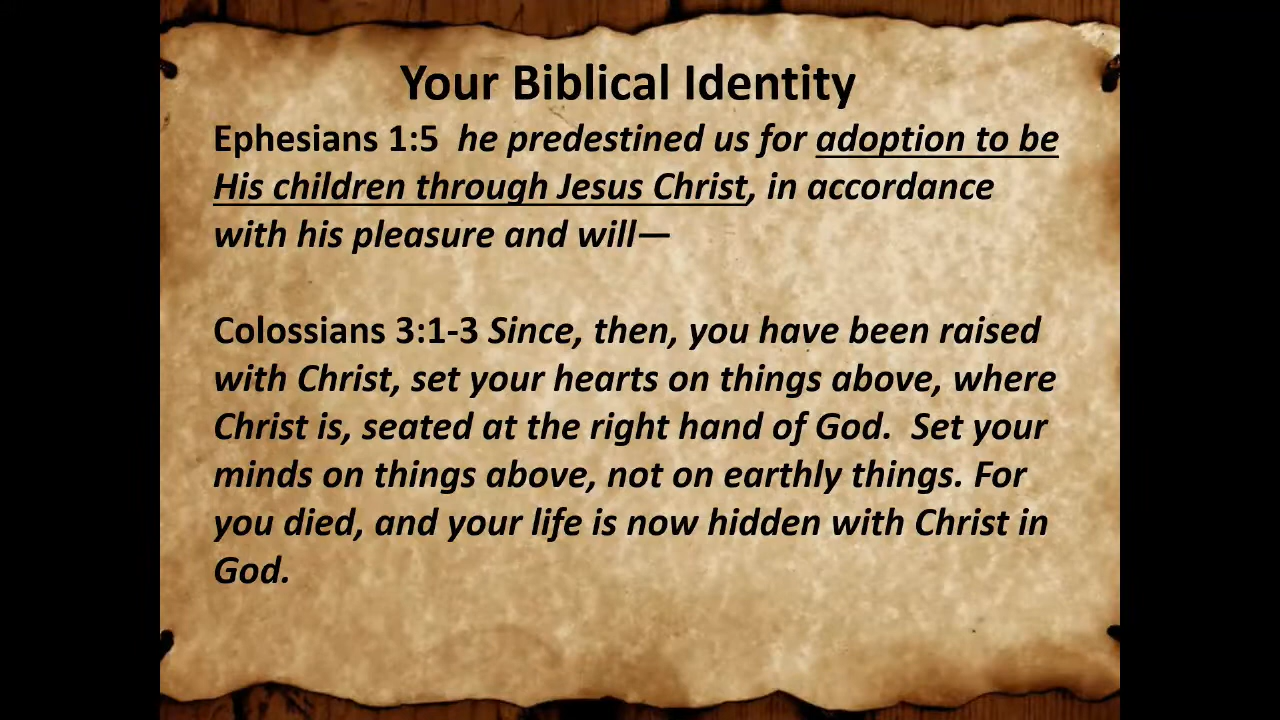 Your Biblical Identity
Ephesians 1:5  he predestined us for adoption to be
His children through Jesus Christ, in accordance
with his pleasure and will—
Colossians 3:1-3 Since, then, you have been raised
with Christ, set your hearts on things above, where
Christ is, seated at the right hand of God.  Set your
minds on things above, not on earthly things. For
you died, and your life is now hidden with Christ in
God.